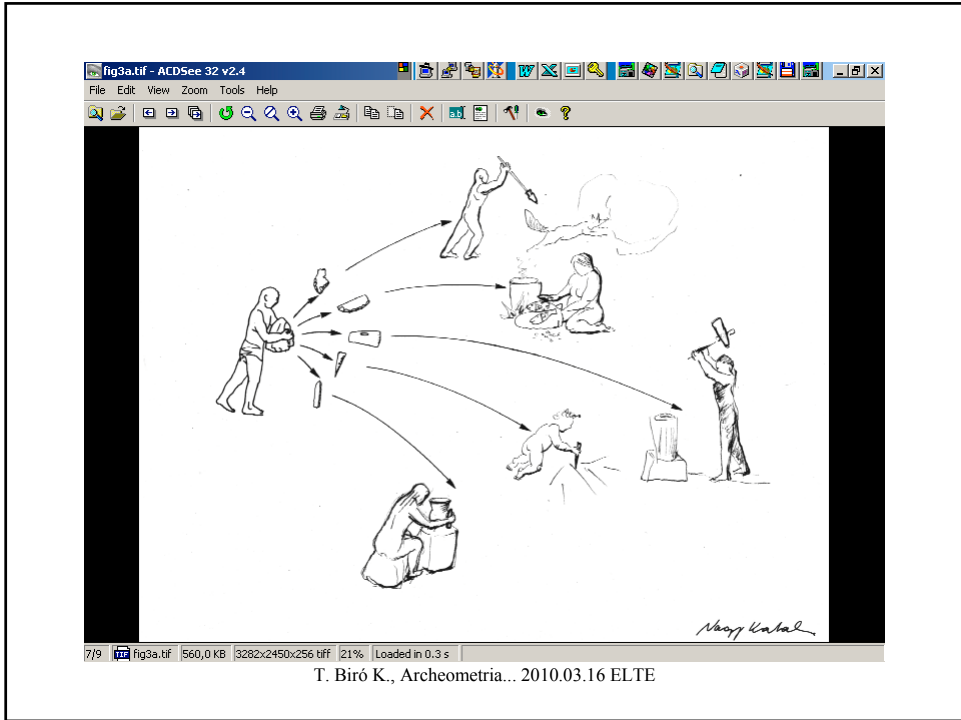 fig3a.tif - ACDSee 32 v2.4
File Edit View Zoom Tools Help
7/9 fig3a.tif 560,0 KB 3282x2450x256 tiff 21% Loaded in 0.3 s
T. Biró K., Archeometria... 2010.03.16 ELTE